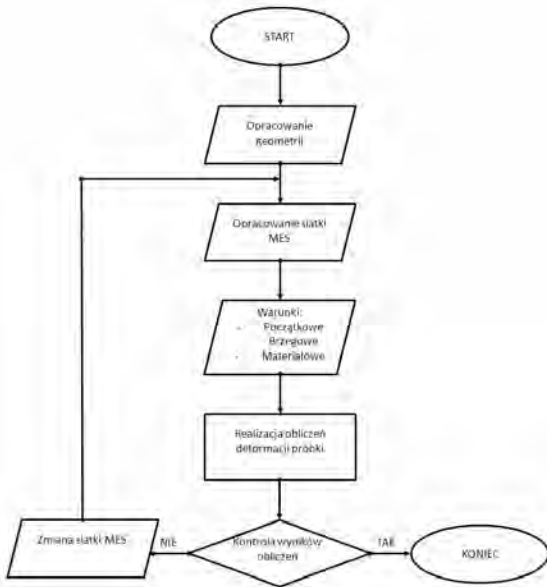 START
Opracowanie
geometrii
Opracowanie siatki
MES
Warunki:
- Początkowe
Brzegowe
- Materiałowe
Realizacja obliczeń
deformacji próbki
Zmiana siatki MES
NIE
Kontrola wyników
obliczeń
TAK
KONIEC